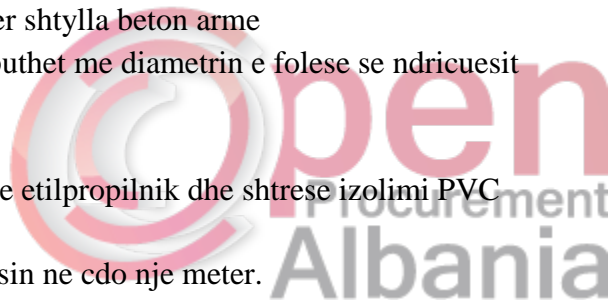 er shtylla beton arme
outhet me diametrin e folese se ndricuesit
e etilpropilnik dhe shtrese izolimi PVC
sin ne cdo nje meter.
Open
Procurement
Albania